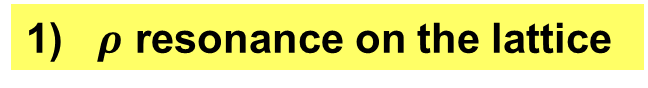 1) ρ resonance on the lattice